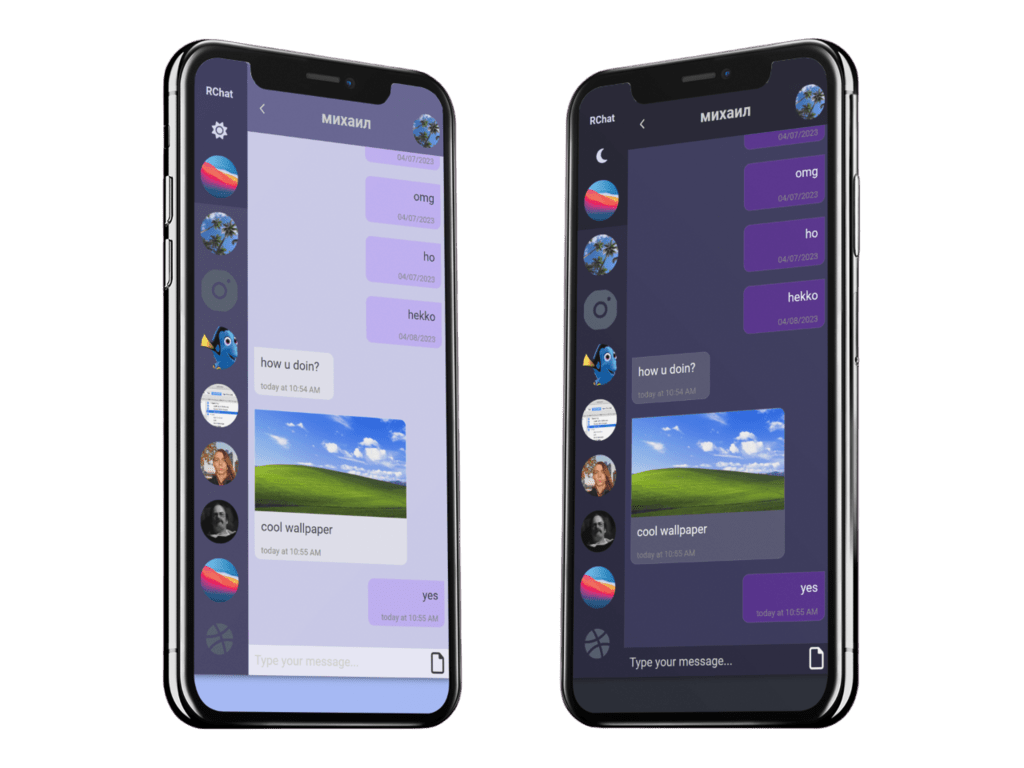 RChat
михаил
04/07/2023
omg
04/07/2023
ho
04/07/2023
hekko
04/08/2023
how u doin?
today at 10:54 AM
cool wallpaper
today at 10:55 AM
yes
today at 10:55 AM
Type your message...
RChat
михаил
04/07/2023
omg
04/07/2023
ho
04/07/2023
hekko
04/08/2023
how u doin?
today at 10:54 AM
cool wallpaper
today at 10:55 AM
yes
today at 10:55 AM
Type your message...